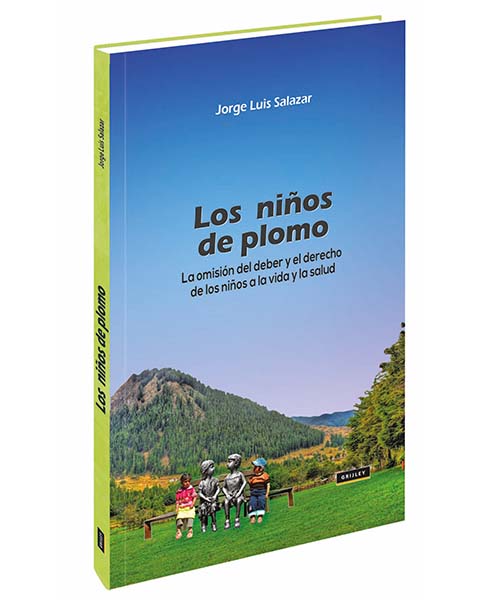 Jorge Luis Salazar
Los niños
de plomo
La omisión del deber y el derecho
de los niños a la vida y la salud
GRIJLEY
Jorge Luis Salazar
Los niños de plomo